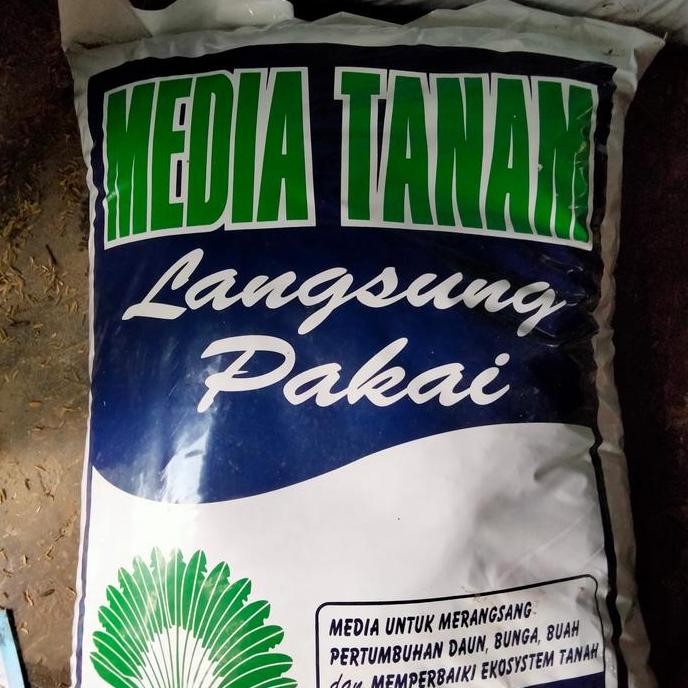 MEDIA TANAM
Langsung
Pakai
MEDIA UNTUK MERANGSANG
PERTUMBUHAN DAUN, BUNGA, BUAH
dan MEMPERBAIKI EKOSYSTEM TANAH